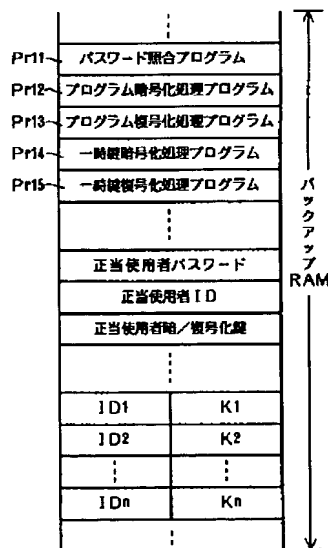 Pr11 パスワード照合プログラム
Pr12 プログラム暗号化処理プログラム
Pr13 プログラム復号化処理プログラム
Pr14 一時鍵暗号化処理プログラム
Pr15 一時鍵復号化処理プログラム
正当使用者パスワード
正当使用者ID
正当使用者暗/復号化鍵
バックアップRAM
ID1 K1
ID2 K2
IDn Kn